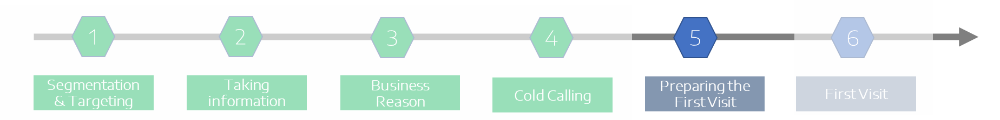 1
2
3
4
5
6
Segmentation
& Targeting
Taking
information
Business
Reason
Cold Calling
Preparing the
First Visit
First Visit